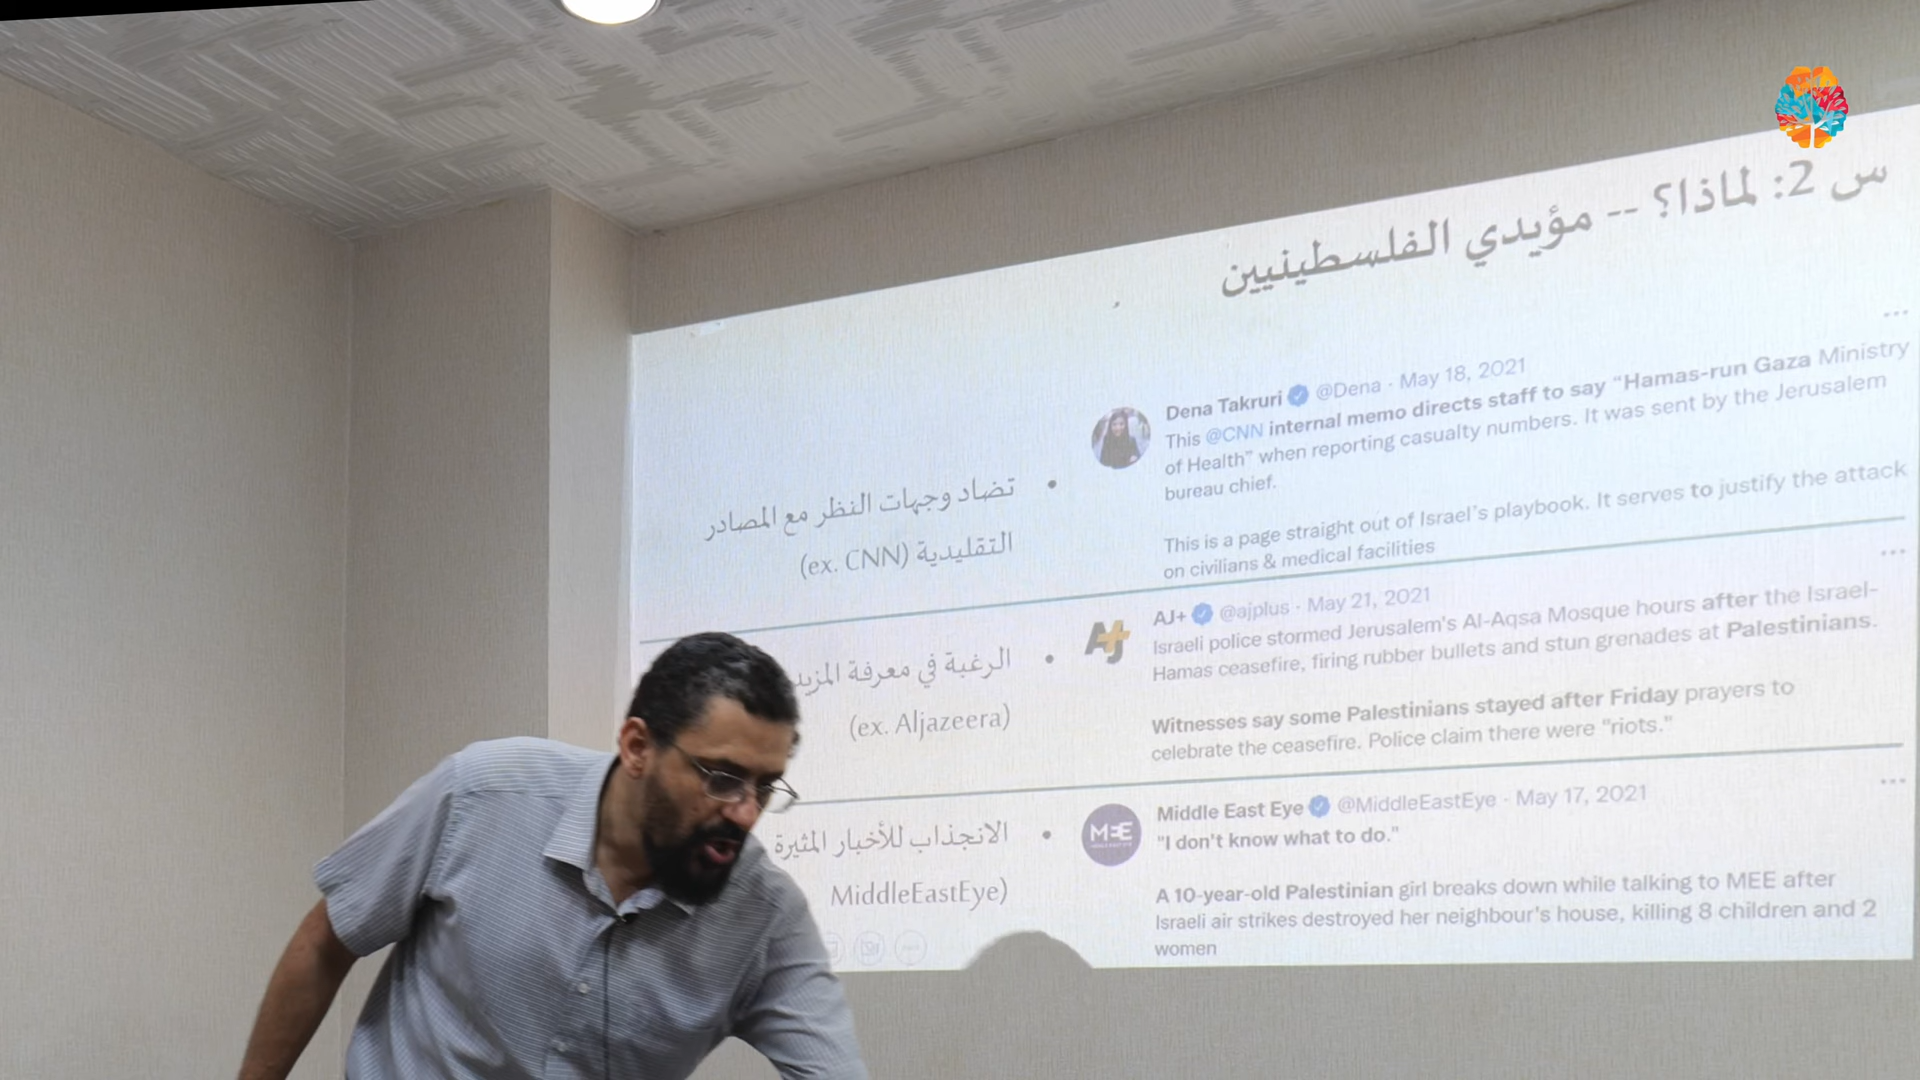 س 2: لماذا؟ -- مؤيدي الفلسطينيين
Dena Takruri @Dena · May 18, 2021
This @CNN internal memo directs staff to say “Hamas-run Gaza Ministry
of Health” when reporting casualty numbers. It was sent by the Jerusalem
bureau chief.
This is a page straight out of Israel’s playbook. It serves to justify the attack
on civilians & medical facilities
• تضاد وجهات النظر مع المصادر
التقليدية (ex. CNN)
AJ+ @ajplus · May 21, 2021
Israeli police stormed Jerusalem's Al-Aqsa Mosque hours after the Israel-
Hamas ceasefire, firing rubber bullets and stun grenades at Palestinians.
Witnesses say some Palestinians stayed after Friday prayers to
celebrate the ceasefire. Police claim there were “riots.”
• الرغبة في معرفة المزيد
(ex. Aljazeera)
MEE
Middle East Eye @MiddleEastEye · May 17, 2021
"I don't know what to do."
A 10-year-old Palestinian girl breaks down while talking to MEE after
Israeli air strikes destroyed her neighbour's house, killing 8 children and 2
women
• الانجذاب للأخبار المثيرة
MiddleEastEye)